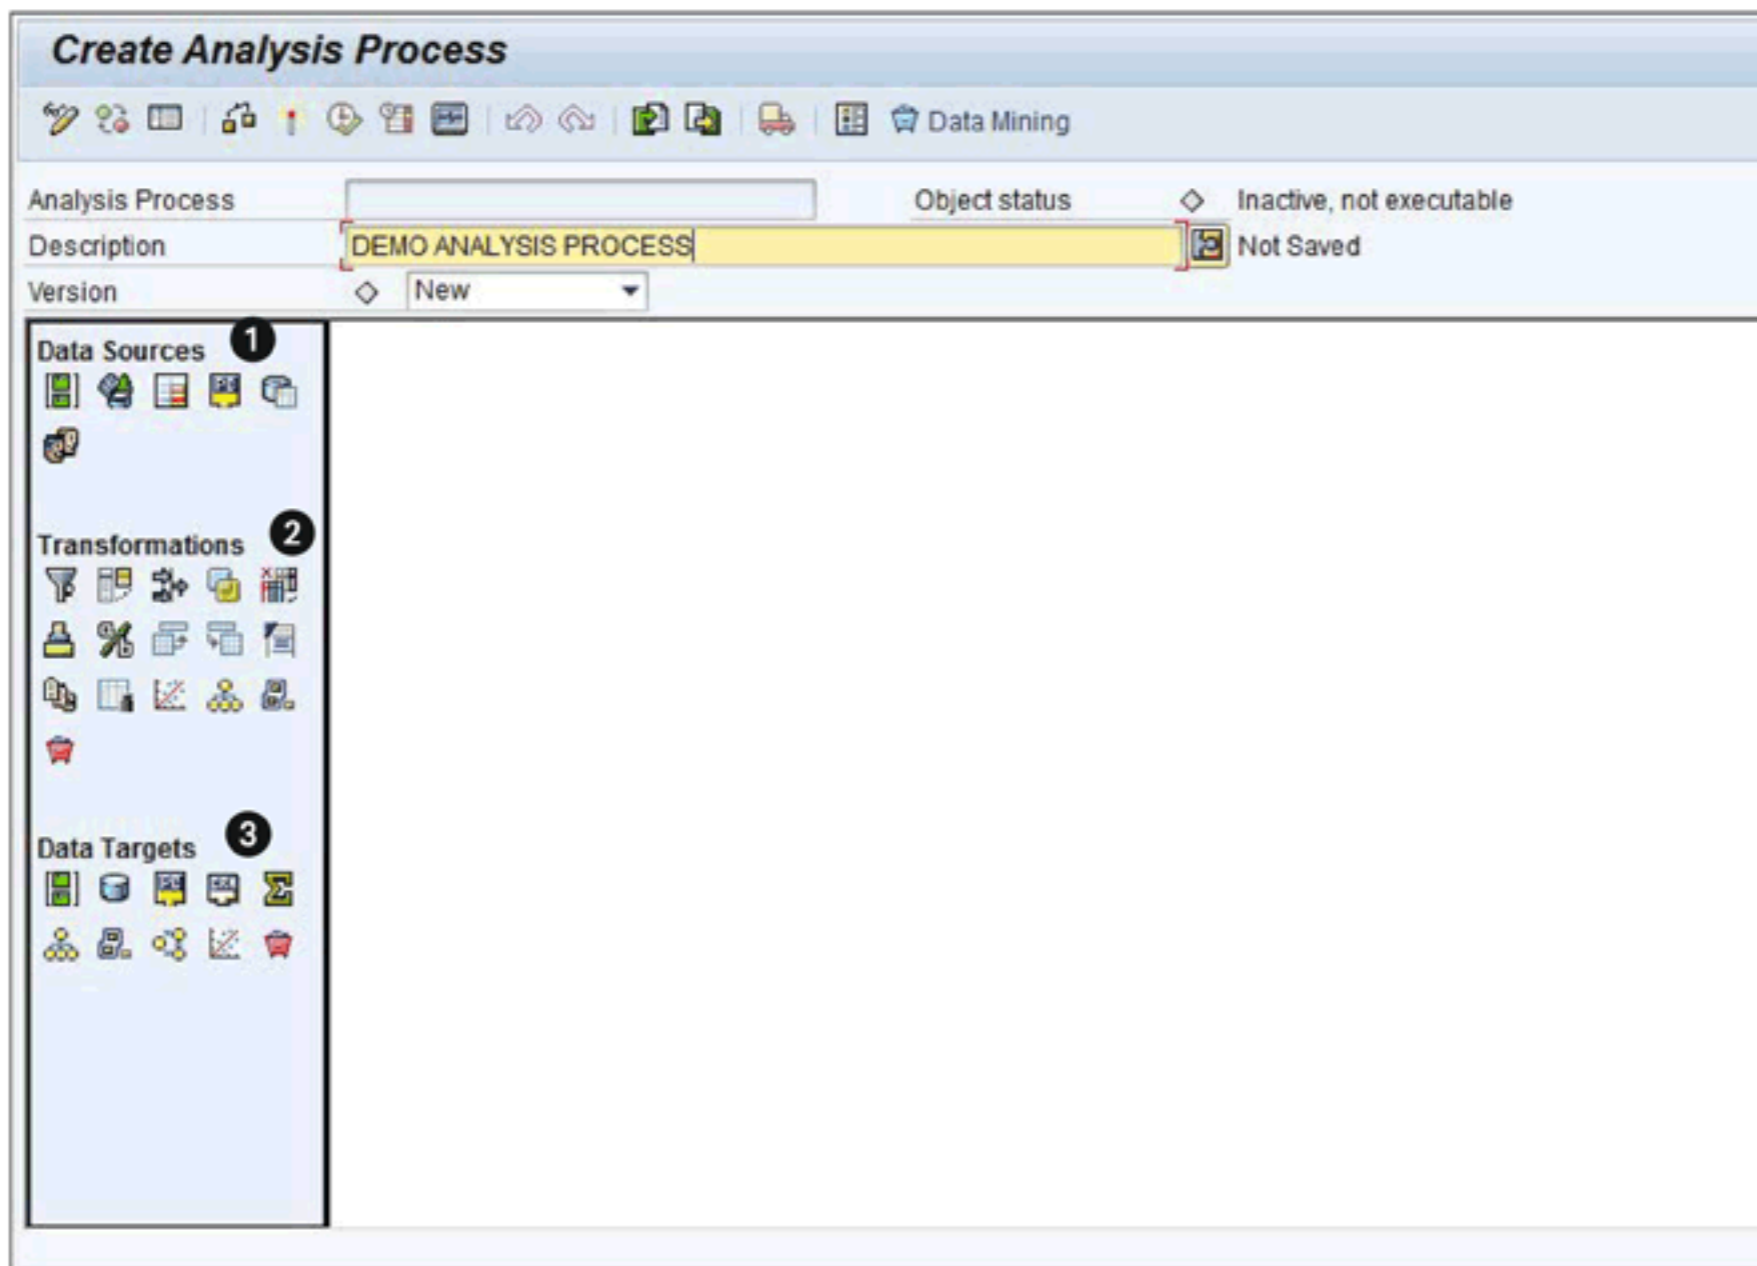 Create Analysis Process
Data Mining
Analysis Process
Object status
Inactive, not executable
Description
DEMO ANALYSIS PROCESS
Not Saved
Version
New
Data Sources
1
Transformations
2
Data Targets
3